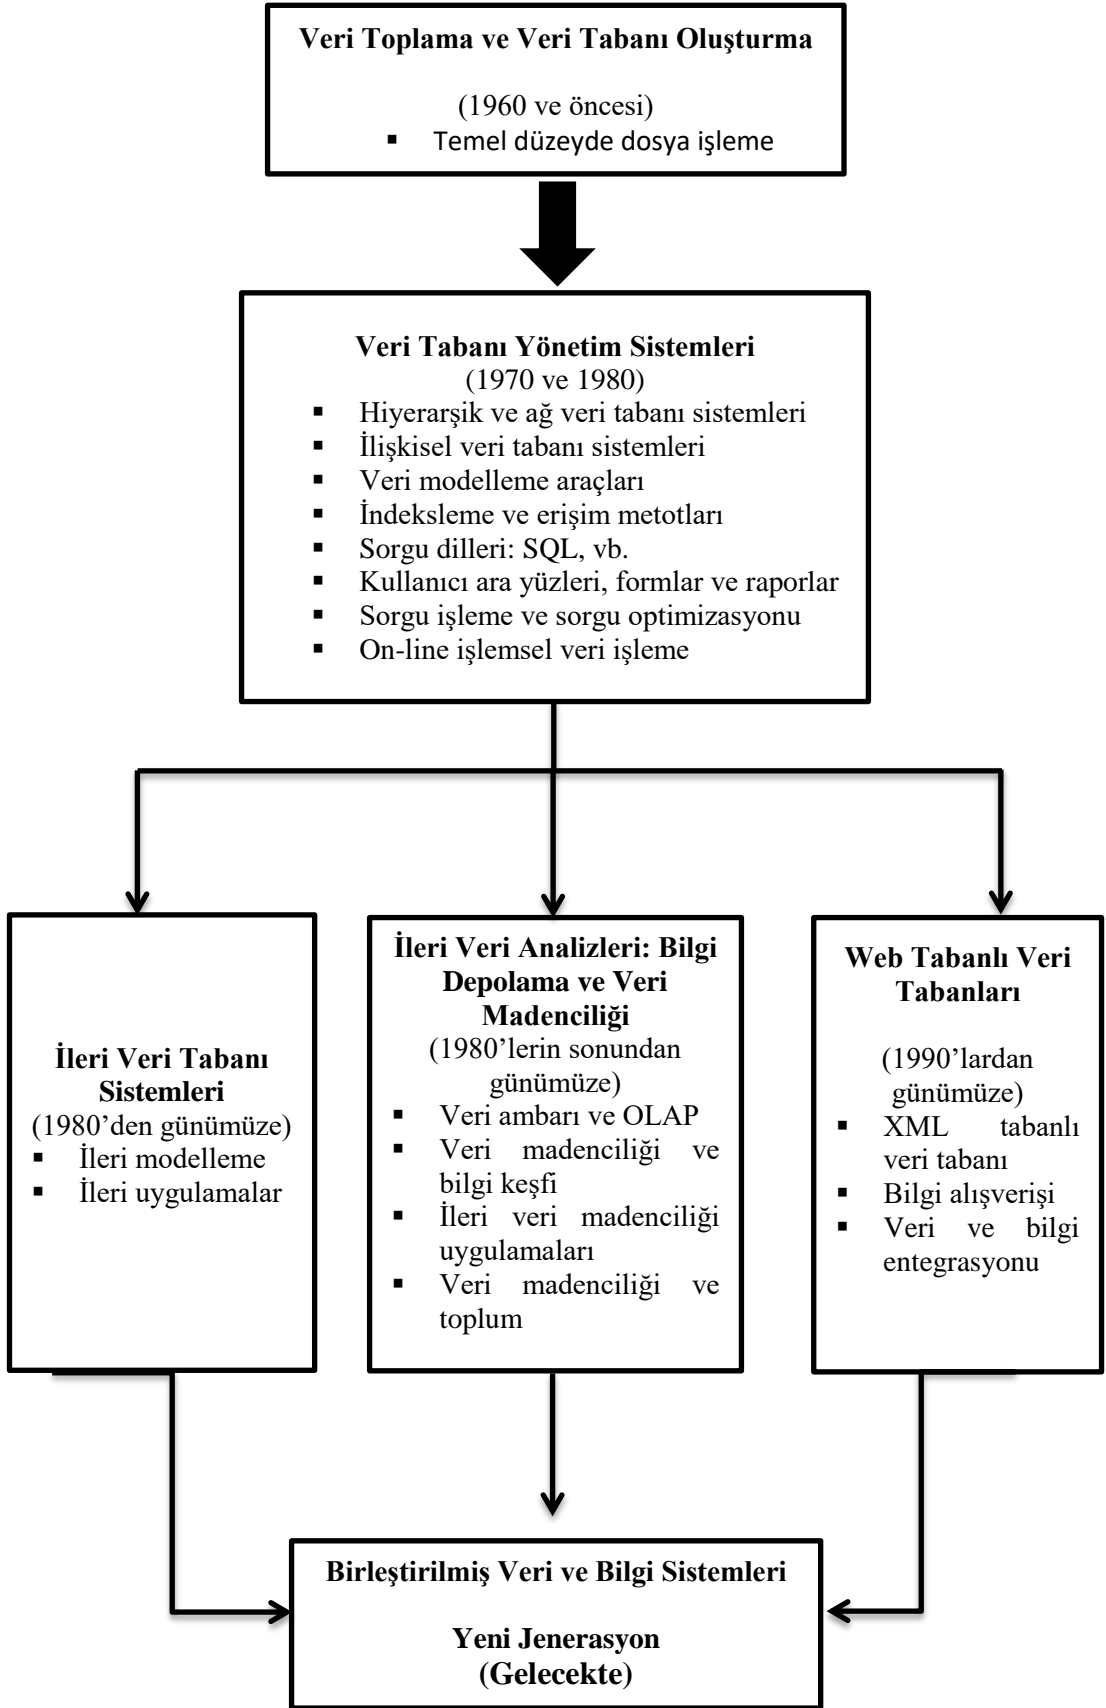 Veri Toplama ve Veri Tabanı Oluşturma
(1960 ve öncesi)
▪ Temel düzeyde dosya işleme
Veri Tabanı Yönetim Sistemleri
(1970 ve 1980)
▪ Hiyerarşik ve ağ veri tabanı sistemleri
▪ İlişkisel veri tabanı sistemleri
▪ Veri modelleme araçları
▪ İndeksleme ve erişim metotları
▪ Sorgu dilleri: SQL, vb.
▪ Kullanıcı ara yüzleri, formlar ve raporlar
▪ Sorgu işleme ve sorgu optimizasyonu
▪ On-line işlemsel veri işleme
İleri Veri Tabanı
Sistemleri
(1980’den günümüze)
▪ İleri modelleme
▪ İleri uygulamalar
İleri Veri Analizleri: Bilgi
Depolama ve Veri
Madenciliği
(1980’lerin sonundan
günümüze)
▪ Veri ambarı ve OLAP
▪ Veri madenciliği ve
bilgi keşfi
▪ İleri veri madenciliği
uygulamaları
▪ Veri madenciliği ve
toplum
Web Tabanlı Veri
Tabanları
(1990’lardan
günümüze)
▪ XML tabanlı
veri tabanı
▪ Bilgi alışverişi
▪ Veri ve bilgi
entegrasyonu
Birleştirilmiş Veri ve Bilgi Sistemleri
Yeni Jenerasyon
(Gelecekte)